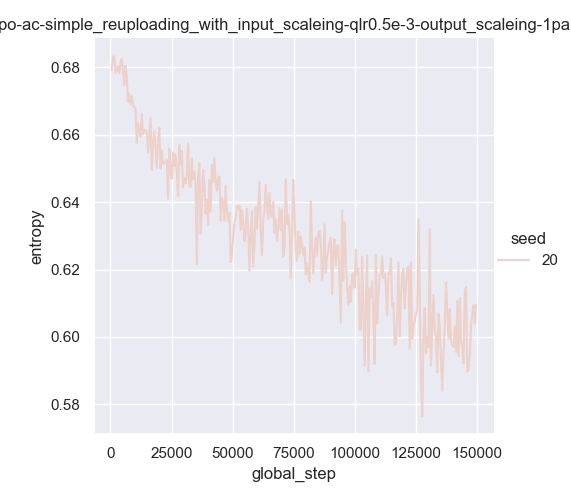 po-ac-simple_reuploading_with_input_scaleing-qlr0.5e-3-output_scaleing-1pa
0.68
0.66
0.64
0.62
0.60
0.58
entropy
seed
20
0 25000 50000 75000 100000 125000 150000
global_step